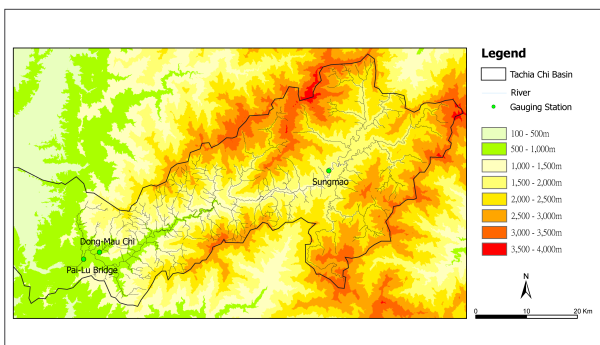 Legend
Tachia Chi Basin
River
Gauging Station
100 - 500m
500 - 1,000m
1,000 - 1,500m
1,500 - 2,000m
2,000 - 2,500m
2,500 - 3,000m
3,000 - 3,500m
3,500 - 4,000m
Sungmao
Dong-Mau Chi
Pai-Lu Bridge
N
0 10 20 Km